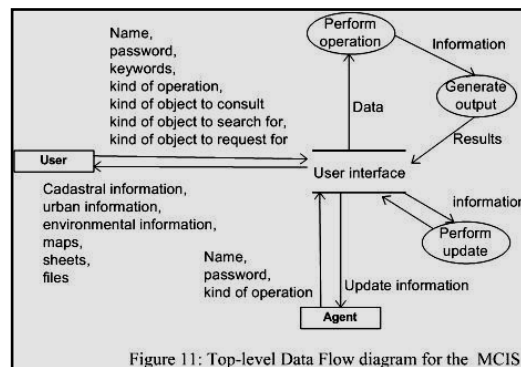 Name,
password,
keywords,
kind of operation,
kind of object to consult
kind of object to search for,
kind of object to request for
Perform
operation
Information
Generate
output
Data
Results
User
User interface
Cadastral information,
urban information,
environmental information,
maps,
sheets,
files
information
Perform
update
Name,
password,
kind of operation
Update information
Agent
Figure 11: Top-level Data Flow diagram for the MCIS